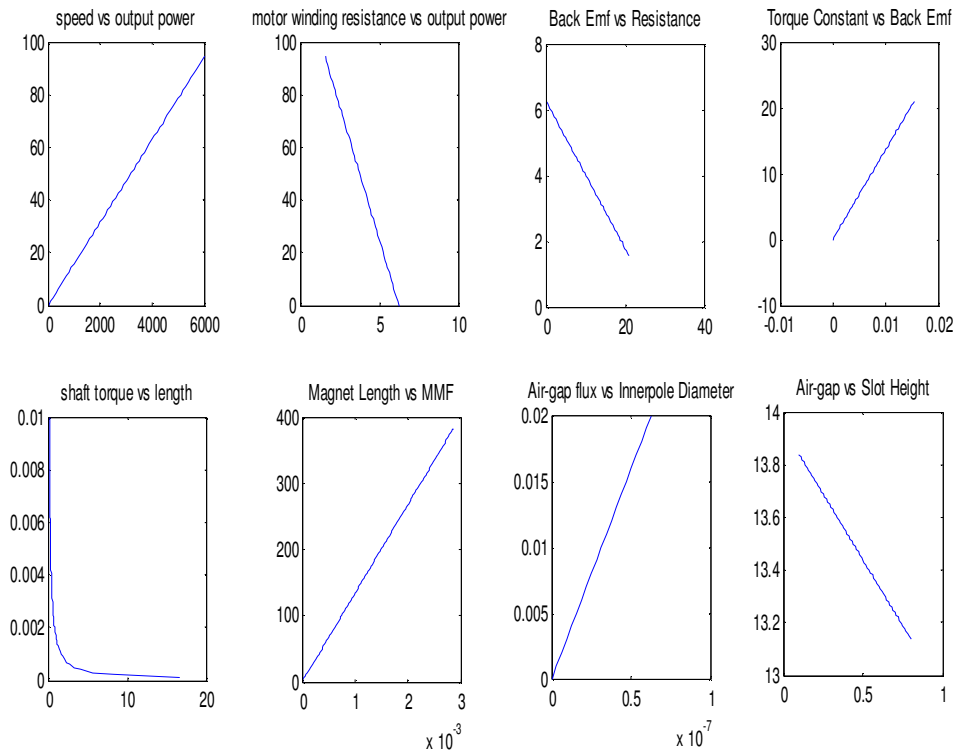 speed vs output power
100
80
60
40
20
0
0 2000 4000 6000
motor winding resistance vs output power
100
80
60
40
20
0
0 5 10
Back Emf vs Resistance
8
6
4
2
0
0 20 40
Torque Constant vs Back Emf
30
20
10
0
-10
-0.01 0 0.01 0.02
shaft torque vs length
0.01
0.008
0.006
0.004
0.002
0
0 10 20
Magnet Length vs MMF
400
300
200
100
0
0 1 2 3
x 10-3
Air-gap flux vs Innerpole Diameter
0.02
0.015
0.01
0.005
0
0 0.5 1
x 10-7
Air-gap vs Slot Height
14
13.8
13.6
13.4
13.2
13
0 0.5 1